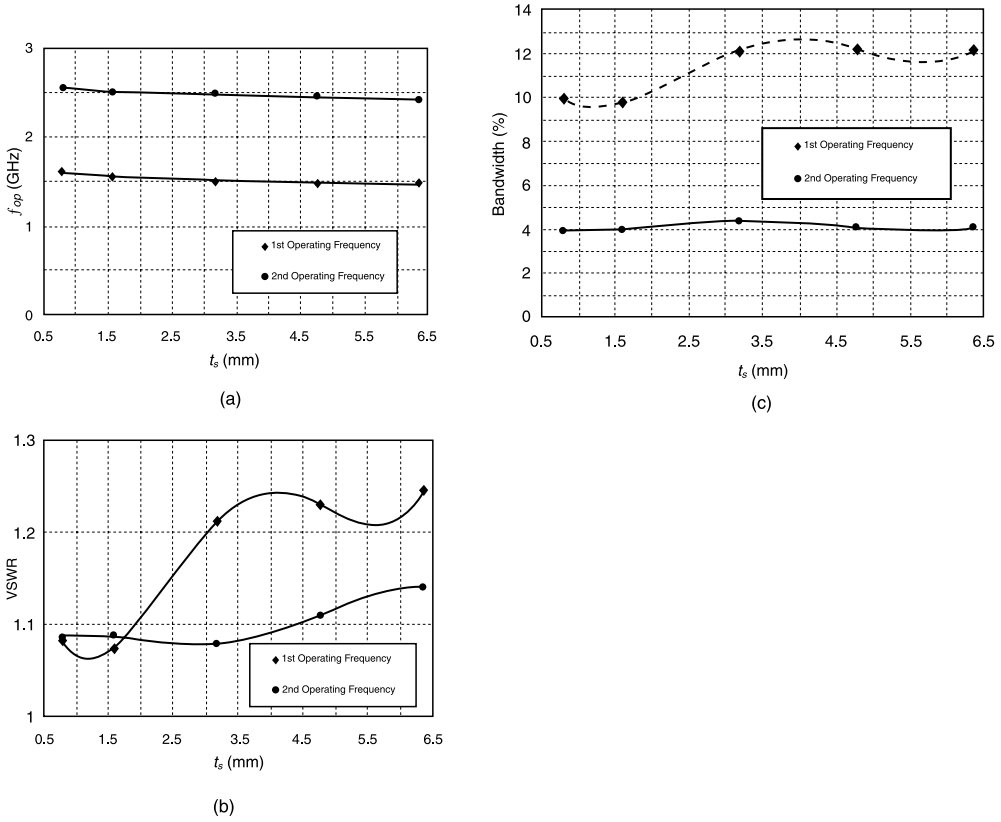 3
2
1
0
f op (GHz)
1st Operating Frequency
2nd Operating Frequency
0.5 1.5 2.5 3.5 4.5 5.5 6.5
ts (mm)
(a)
14
12
10
8
6
4
2
0
Bandwidth (%)
1st Operating Frequency
2nd Operating Frequency
0.5 1.5 2.5 3.5 4.5 5.5 6.5
ts (mm)
(c)
1.3
1.2
1.1
1
VSWR
1st Operating Frequency
2nd Operating Frequency
0.5 1.5 2.5 3.5 4.5 5.5 6.5
ts (mm)
(b)